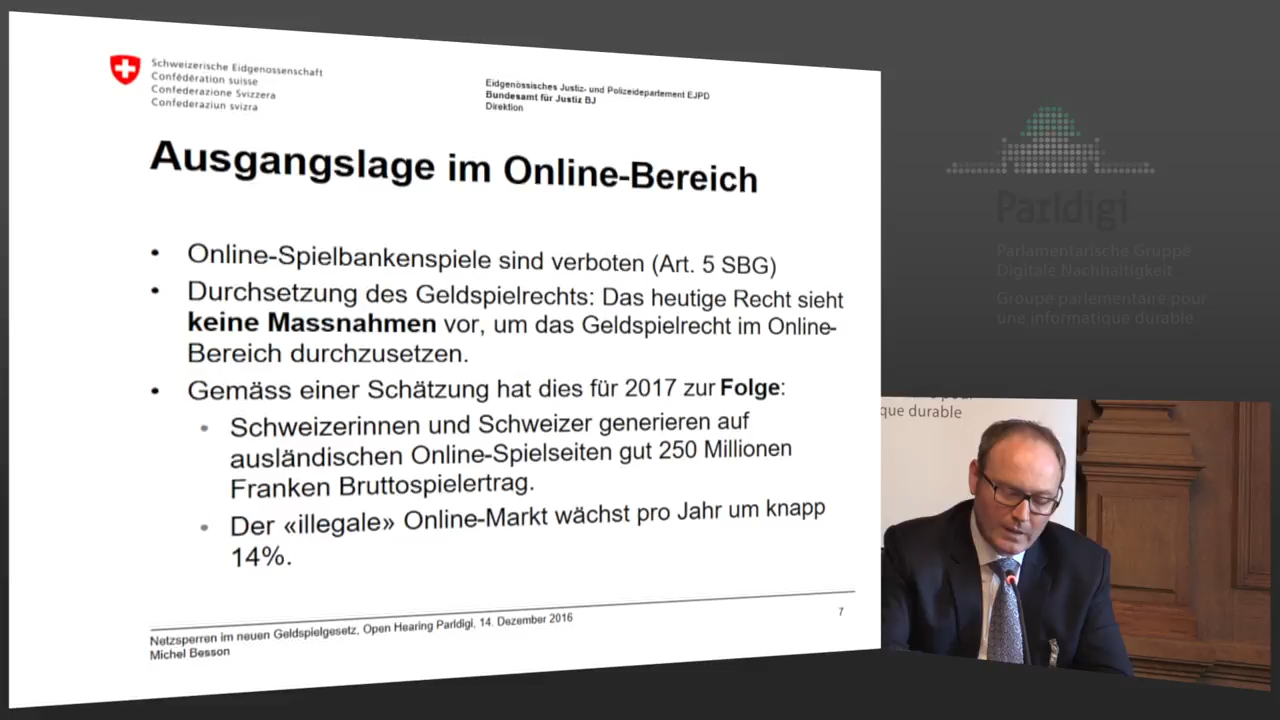 Schweizerische Eidgenossenschaft
Confédération suisse
Confederazione Svizzera
Confederaziun svizra
Eidgenössisches Justiz- und Polizeidepartement EJPD
Bundesamt für Justiz BJ
Direktion
Ausgangslage im Online-Bereich
• Online-Spielbankenspiele sind verboten (Art. 5 SBG)
• Durchsetzung des Geldspielrechts: Das heutige Recht sieht
keine Massnahmen vor, um das Geldspielrecht im Online-
Bereich durchzusetzen.
• Gemäss einer Schätzung hat dies für 2017 zur Folge:
• Schweizerinnen und Schweizer generieren auf
ausländischen Online-Spielseiten gut 250 Millionen
Franken Bruttospielertrag.
• Der «illegale» Online-Markt wächst pro Jahr um knapp
14%.
Netzsperren im neuen Geldspielgesetz, Open Hearing Parldigi, 14. Dezember 2016
Michel Besson
7
Parldigi
Parlamentarische Gruppe
Digitale Nachhaltigkeit
Groupe parlementaire pour
une informatique durable
que durable